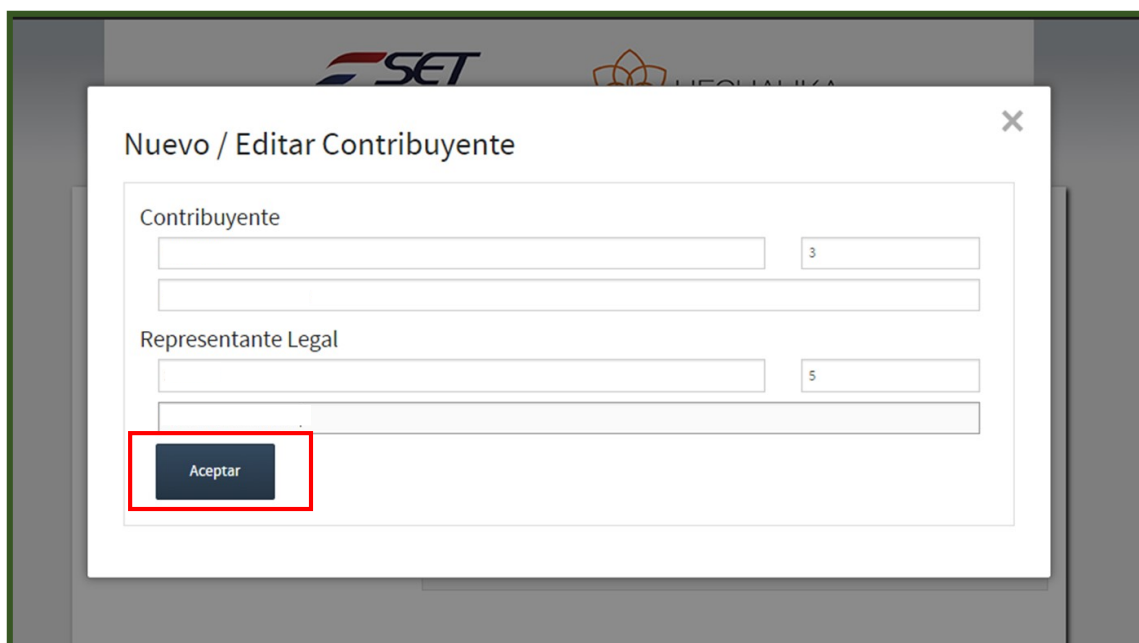 SET
Nuevo / Editar Contribuyente
Contribuyente
3
Representante Legal
5
.
Aceptar